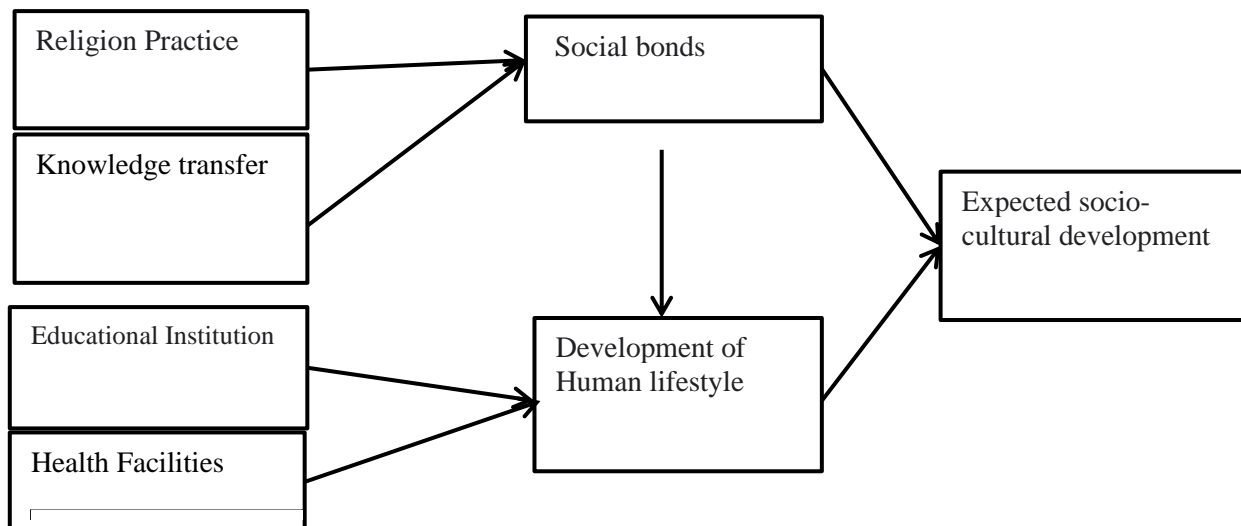 Religion Practice
Knowledge transfer
Educational Institution
Health Facilities
Social bonds
Development of
Human lifestyle
Expected socio-
cultural development